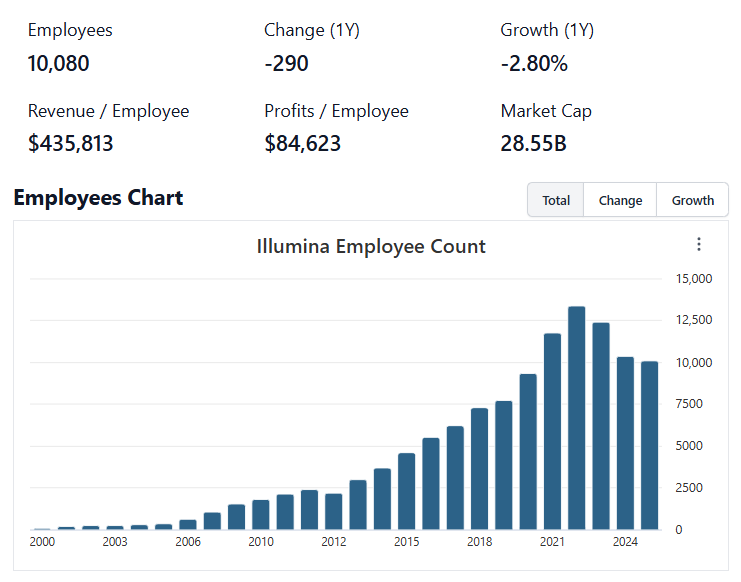 Employees Change (1Y) Growth (1Y)
10,080 -290 -2.80%
Revenue / Employee Profits / Employee Market Cap
$435,813 $84,623 28.55B
Employees Chart Total Change Growth
Illumina Employee Count
15,000
12,500
10,000
7500
5000
2500
0
2000 2003 2006 2010 2012 2015 2018 2021 2024